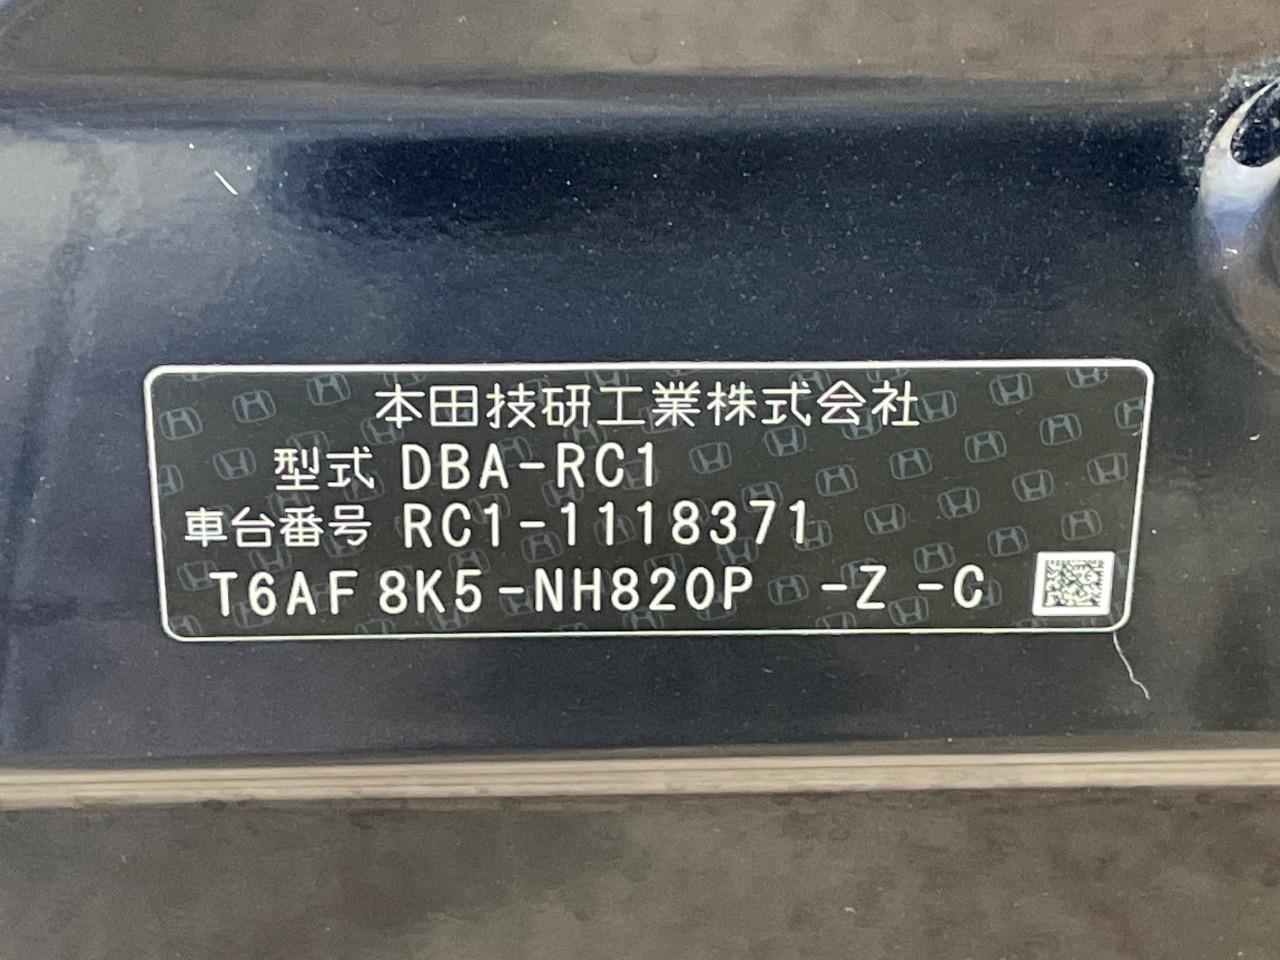 本田技研工業株式会社
型式 DBA-RC1
車台番号 RC1-1118371
T6AF 8K5-NH820P -Z -C